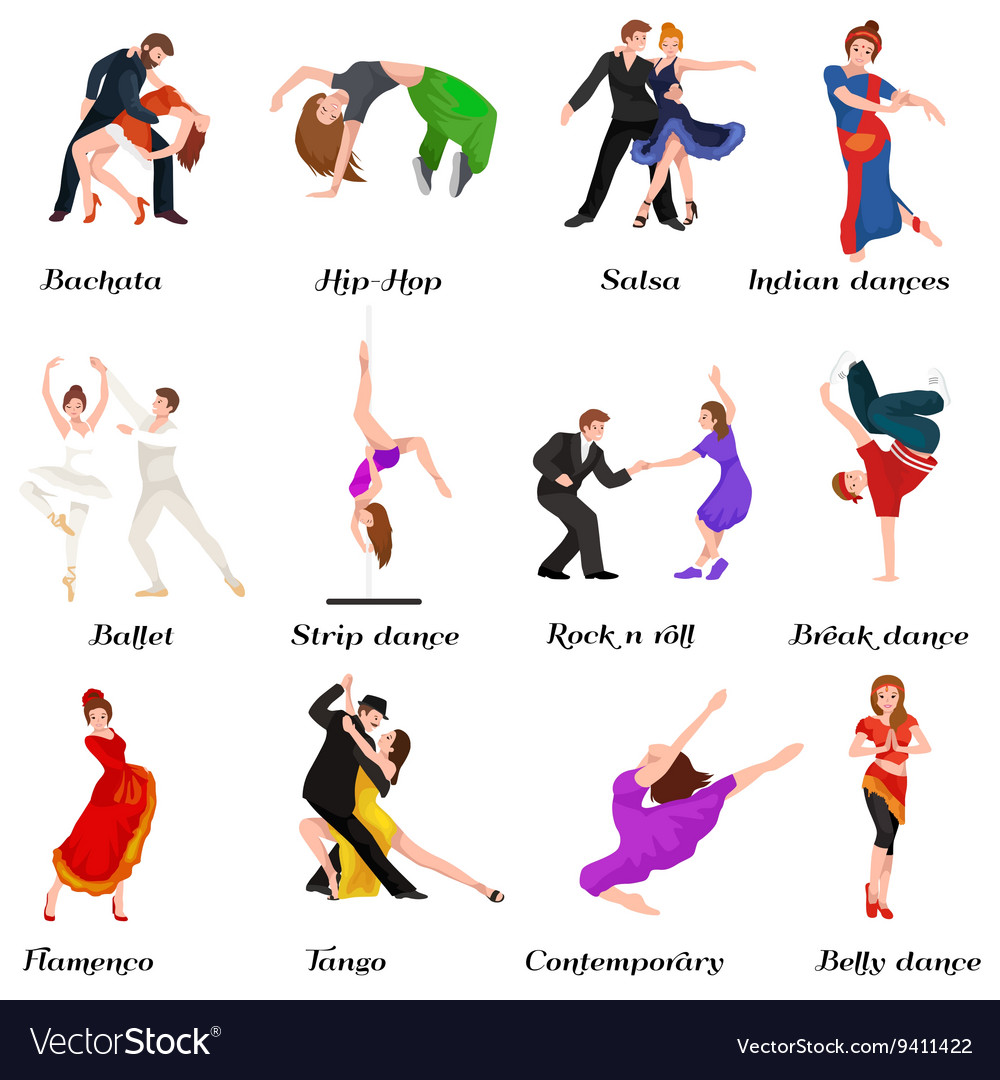 Bachata
Hip-Hop
Salsa
Indian dances
Ballet
Strip dance
Rock n roll
Break dance
Flamenco
Tango
Contemporary
Belly dance
VectorStock®
VectorStock.com/9411422